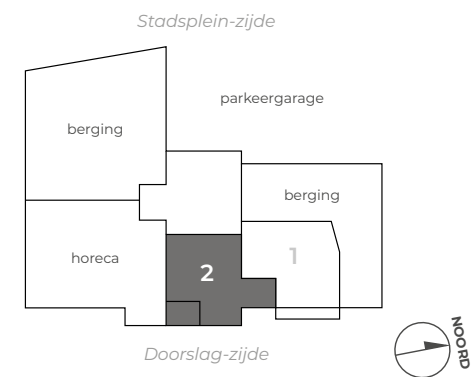 Stadsplein-zijde
parkeergarage
berging
berging
horeca
2
1
Doorslag-zijde
NOORD